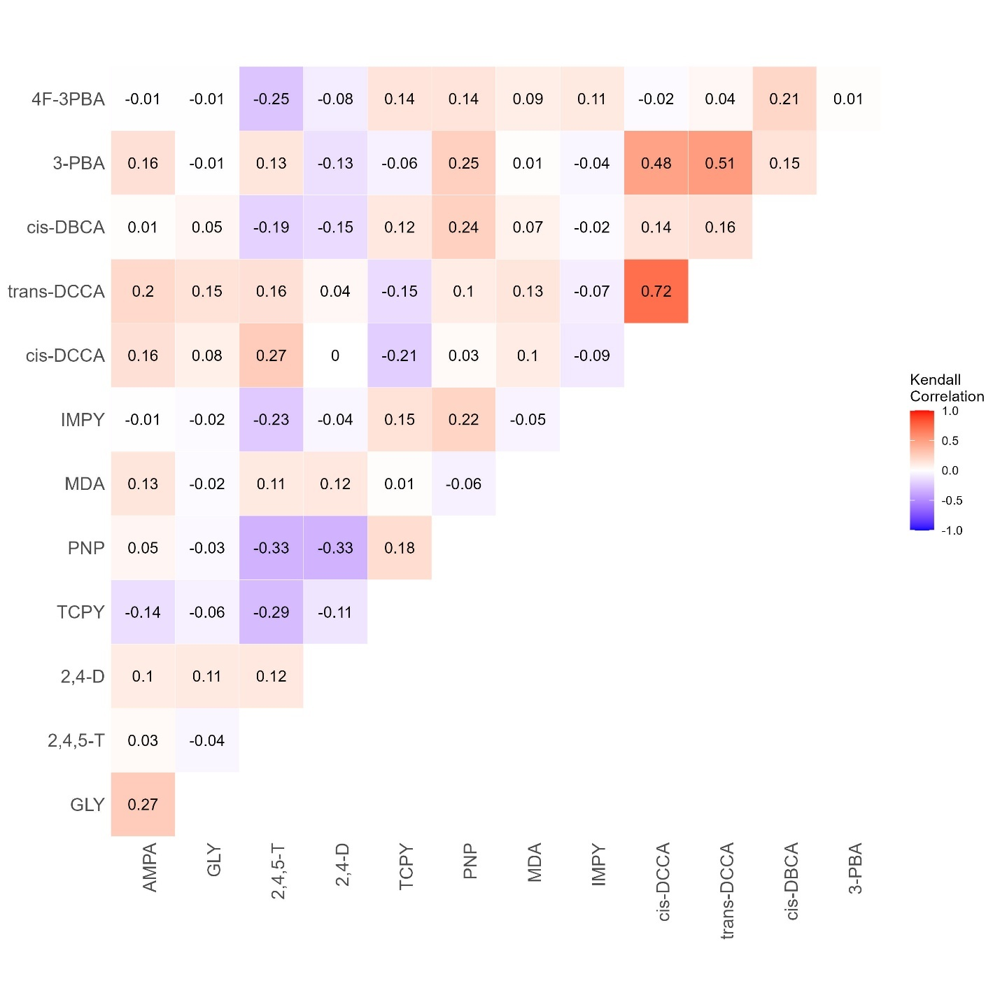 4F-3PBA -0.01 -0.01 -0.25 -0.08 0.14 0.14 0.09 0.11 -0.02 0.04 0.21 0.01
3-PBA 0.16 -0.01 0.13 -0.13 -0.06 0.25 0.01 -0.04 0.48 0.51 0.15
cis-DBCA 0.01 0.05 -0.19 -0.15 0.12 0.24 0.07 -0.02 0.14 0.16
trans-DCCA 0.2 0.15 0.16 0.04 -0.15 0.1 0.13 -0.07 0.72
cis-DCCA 0.16 0.08 0.27 0 -0.21 0.03 0.1 -0.09
IMPY -0.01 -0.02 -0.23 -0.04 0.15 0.22 -0.05
MDA 0.13 -0.02 0.11 0.12 0.01 -0.06
PNP 0.05 -0.03 -0.33 -0.33 0.18
TCPY -0.14 -0.06 -0.29 -0.11
2,4-D 0.1 0.11 0.12
2,4,5-T 0.03 -0.04
GLY 0.27
AMPA
GLY
2,4,5-T
2,4-D
TCPY
PNP
MDA
IMPY
cis-DCCA
trans-DCCA
cis-DBCA
3-PBA
Kendall
Correlation
1.0
0.5
0.0
-0.5
-1.0